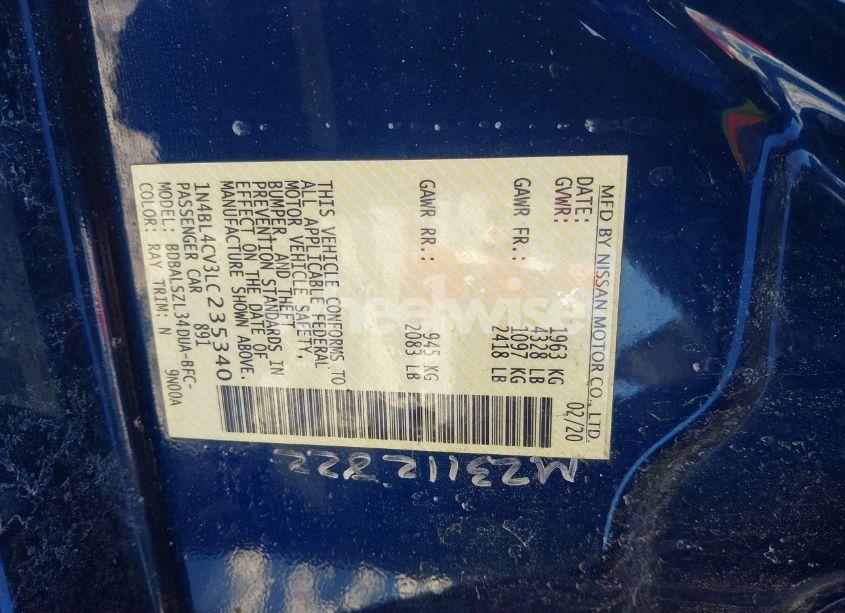 MFD BY NISSAN MOTOR CO., LTD.
DATE: 02/20
GVWR: 1963 KG
4328 LB
GAWR FR.: 1097 KG
2418 LB
GAWR RR.: 945 KG
2083 LB
THIS VEHICLE CONFORMS TO
ALL APPLICABLE FEDERAL
MOTOR VEHICLE SAFETY,
BUMPER, AND THEFT
PREVENTION STANDARDS IN
EFFECT ON THE DATE OF
MANUFACTURE SHOWN ABOVE.
1N4BL4CV3LC235340
PASSENGER CAR 891
MODEL: BDBALSZL34DUA-BFC-
COLOR: RAY TRIM: N 9N00A
M23112822